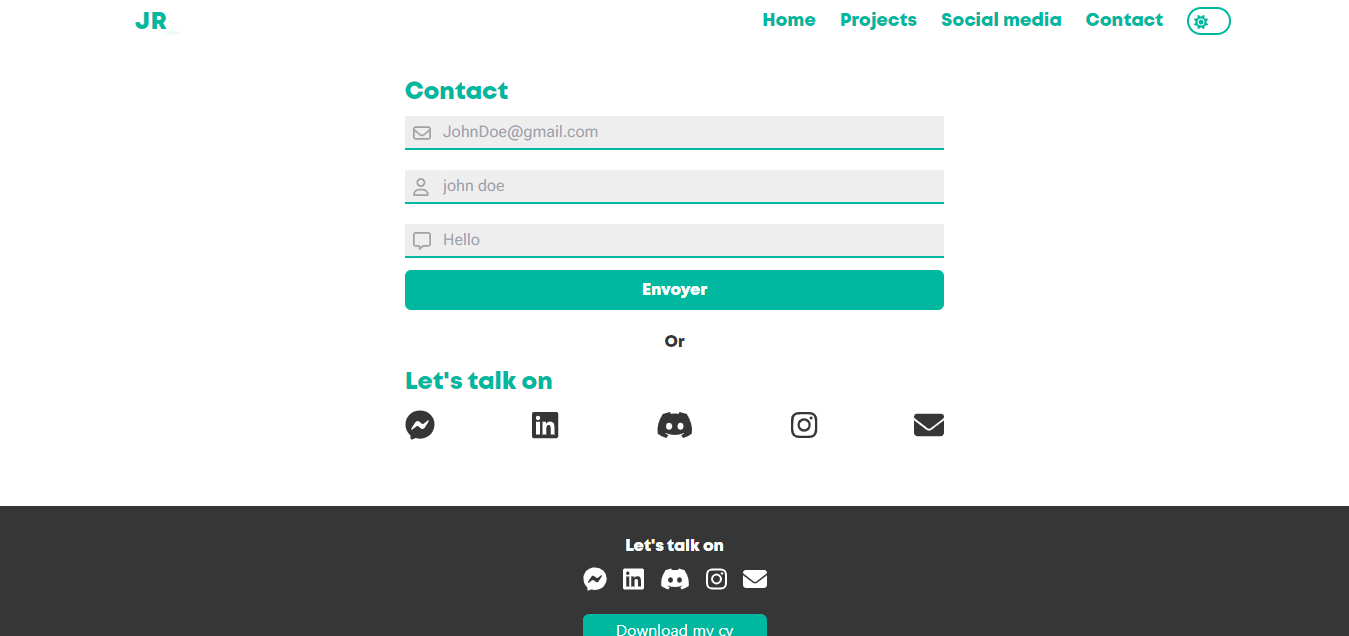 JR_
Home Projects Social media Contact
Contact
JohnDoe@gmail.com
john doe
Hello
Envoyer
Or
Let's talk on
Let's talk on
Download my cv